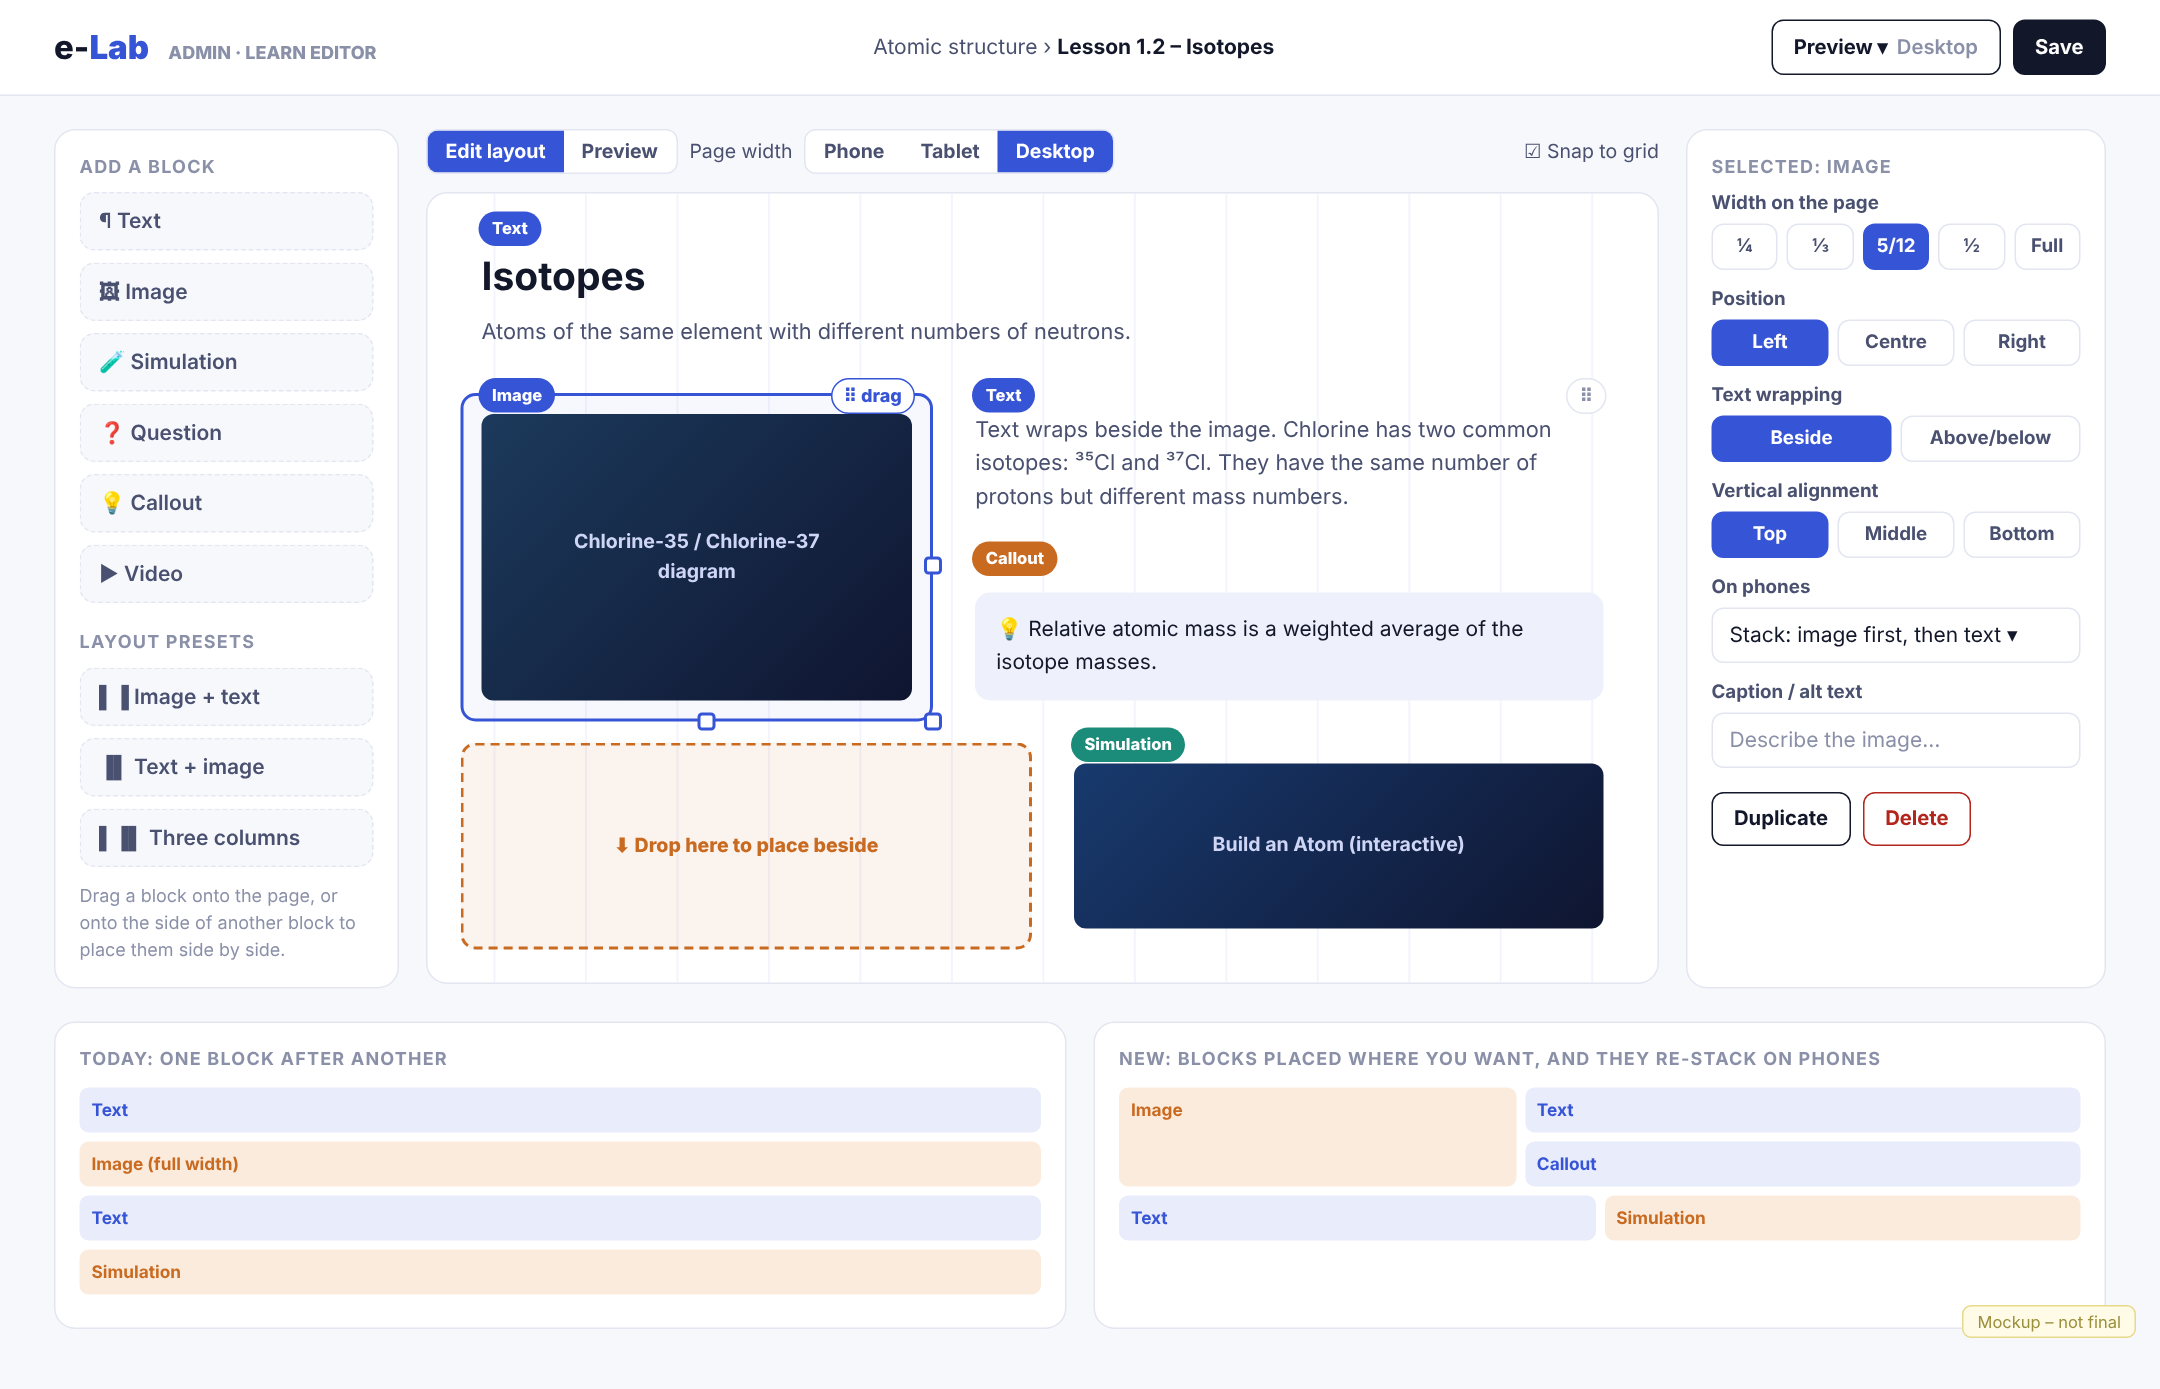 e-Lab ADMIN · LEARN EDITOR
Atomic structure › Lesson 1.2 – Isotopes
Preview ▾ Desktop
Save
ADD A BLOCK
¶ Text
🖼 Image
🧪 Simulation
❓ Question
💡 Callout
▶ Video
LAYOUT PRESETS
▌▐ Image + text
▐▌ Text + image
▌▐▌ Three columns
Drag a block onto the page, or
onto the side of another block to
place them side by side.
Edit layout
Preview
Page width
Phone
Tablet
Desktop
☑ Snap to grid
Text
Isotopes
Atoms of the same element with different numbers of neutrons.
Image
⠿ drag
Chlorine-35 / Chlorine-37
diagram
Text
⠿
Text wraps beside the image. Chlorine has two common
isotopes: ³⁵Cl and ³⁷Cl. They have the same number of
protons but different mass numbers.
Callout
💡 Relative atomic mass is a weighted average of the
isotope masses.
⬇ Drop here to place beside
Simulation
Build an Atom (interactive)
SELECTED: IMAGE
Width on the page
¼
⅓
5/12
½
Full
Position
Left
Centre
Right
Text wrapping
Beside
Above/below
Vertical alignment
Top
Middle
Bottom
On phones
Stack: image first, then text ▾
Caption / alt text
Describe the image…
Duplicate
Delete
TODAY: ONE BLOCK AFTER ANOTHER
Text
Image (full width)
Text
Simulation
NEW: BLOCKS PLACED WHERE YOU WANT, AND THEY RE-STACK ON PHONES
Image
Text
Callout
Text
Simulation
Mockup – not final